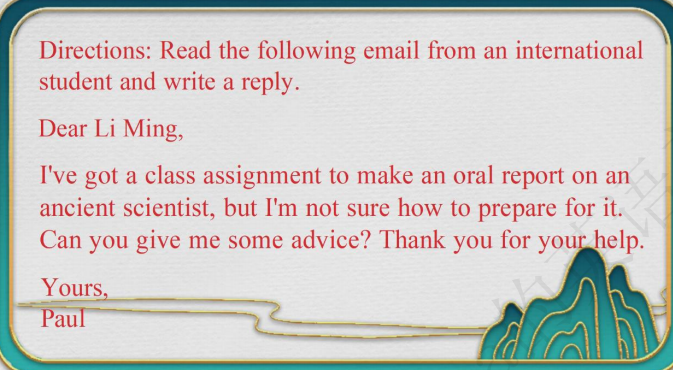 Directions: Read the following email from an international
student and write a reply.
Dear Li Ming,
I've got a class assignment to make an oral report on an
ancient scientist, but I'm not sure how to prepare for it.
Can you give me some advice? Thank you for your help.
Yours,
Paul